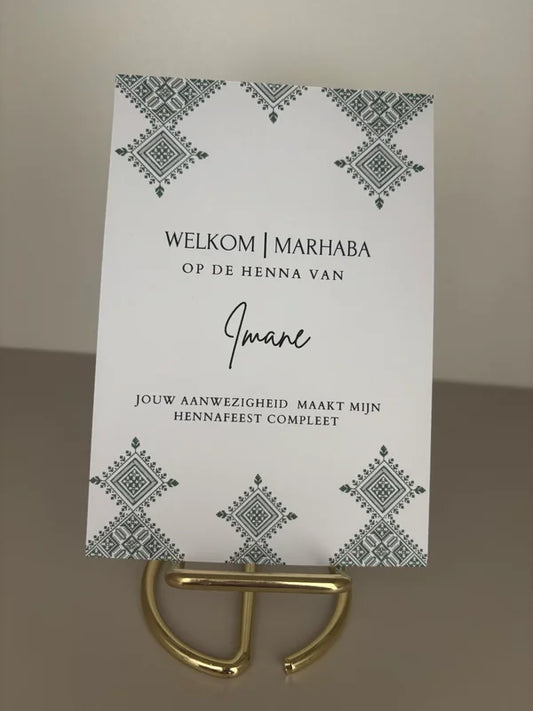 WELKOM | MARHABA
OP DE HENNA VAN
Imane
JOUW AANWEZIGHEID MAAKT MIJN
HENNAFEEST COMPLEET